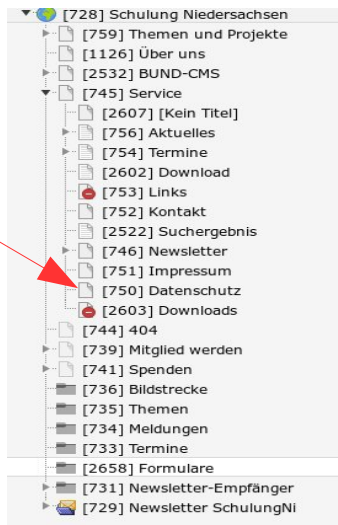 [728] Schulung Niedersachsen
[759] Themen und Projekte
[1126] Über uns
[2532] BUND-CMS
[745] Service
[2607] [Kein Titel]
[756] Aktuelles
[754] Termine
[2602] Download
[753] Links
[752] Kontakt
[2522] Suchergebnis
[746] Newsletter
[751] Impressum
[750] Datenschutz
[2603] Downloads
[744] 404
[739] Mitglied werden
[741] Spenden
[736] Bildstrecke
[735] Themen
[734] Meldungen
[733] Termine
[2658] Formulare
[731] Newsletter-Empfänger
[729] Newsletter SchulungNi